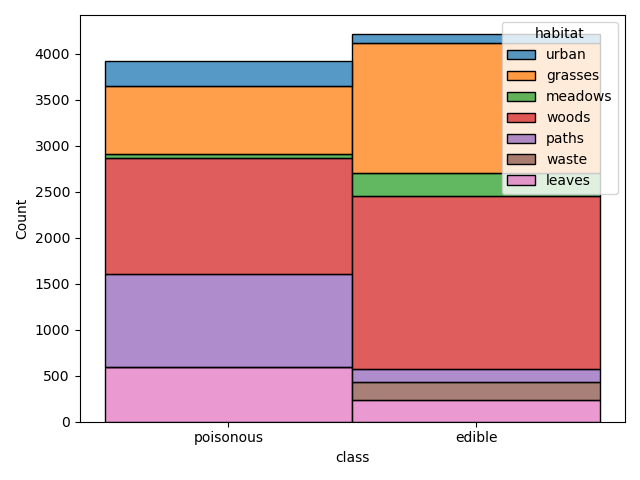 habitat
urban
grasses
meadows
woods
paths
waste
leaves
4000
3500
3000
2500
2000
1500
1000
500
0
Count
poisonous edible
class